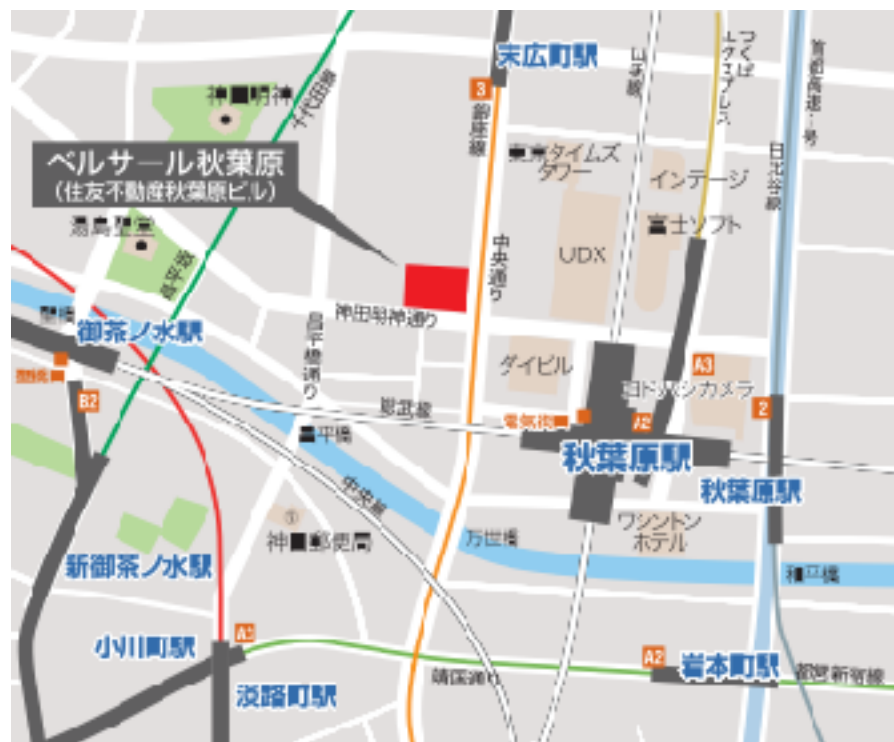 末広町駅
3
銀座線
山手線
つくば
エクスプレス
首都高速1号
日比谷線
神田明神
千代田線
ベルサール秋葉原
(住友不動産秋葉原ビル)
東京タイムズ
タワー
インテージ
富士ソフト
UDX
中央通り
湯島聖堂
昌平坂
聖橋
御茶ノ水駅
B2
神田明神通り
昌平橋通り
ダイビル
A3
ヨドバシカメラ
2
総武線
電気街口
A2
秋葉原駅
秋葉原駅
昌平橋
中央線
神田郵便局
万世橋
ワシントン
ホテル
和平橋
新御茶ノ水駅
小川町駅
淡路町駅
靖国通り
A2
岩本町駅
都営新宿線